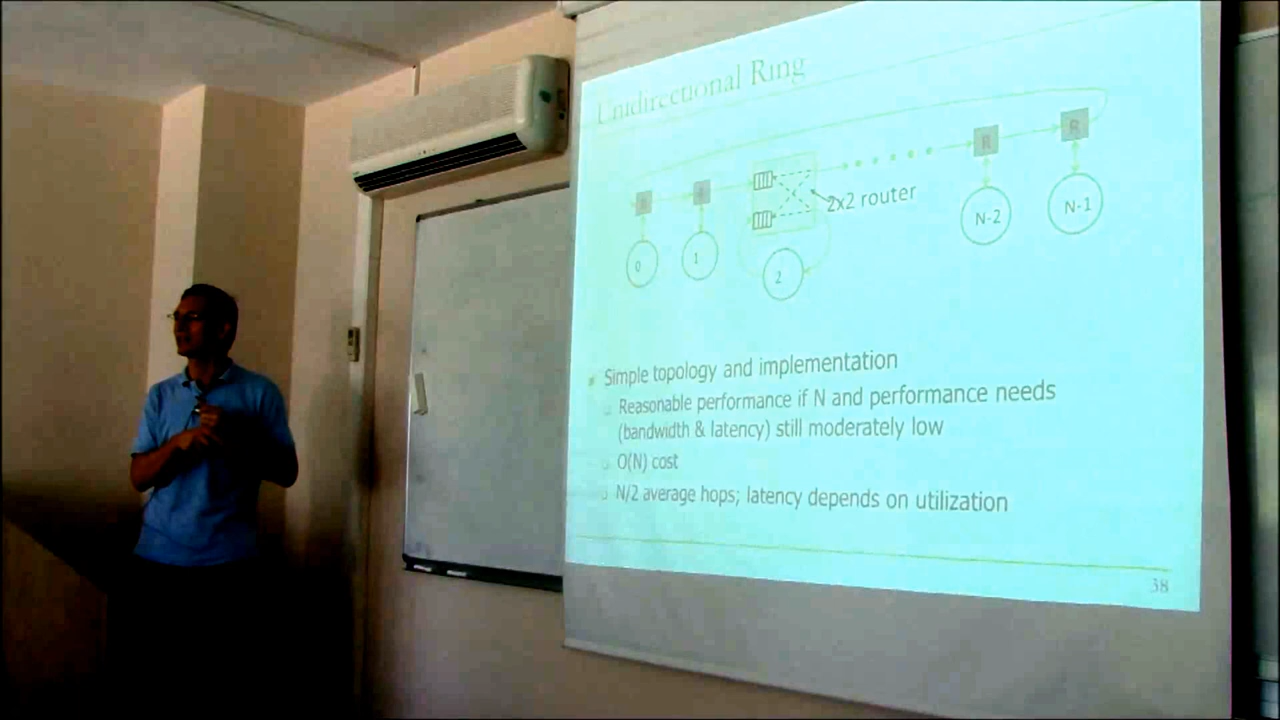 Unidirectional Ring
R
R
R
R
2x2 router
N-2
N-1
0
1
2
Simple topology and implementation
Reasonable performance if N and performance needs
(bandwidth & latency) still moderately low
O(N) cost
N/2 average hops; latency depends on utilization
38